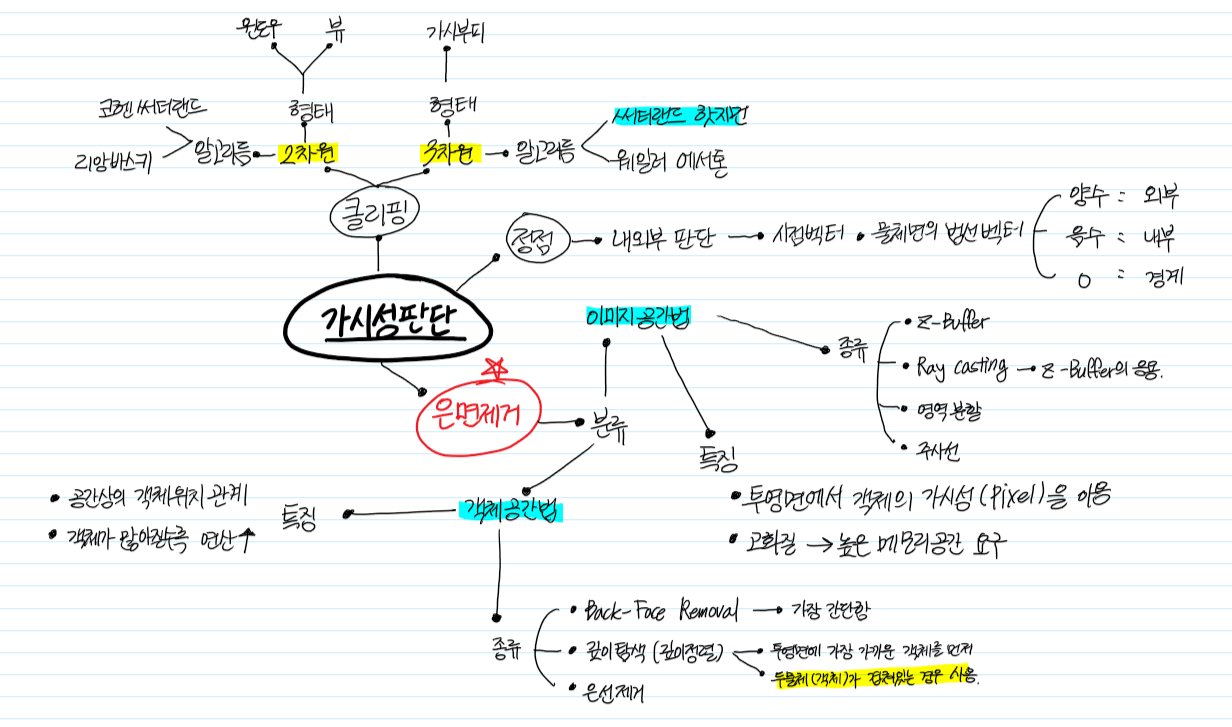 윈도우 뷰 가시부피
코헨 써더랜드 형태 형태 써더랜드 핫지먼
리앙바스키 알고리듬 2차원 3차원 알고리듬 웨일러 에서톤
클리핑
정점 내외부 판단 → 시점벡터 • 물체면의 법선벡터
양수 : 외부
음수 : 내부
0 : 경계
가시성판단
이미지공간법
종류
• Z-Buffer
• Ray casting → Z-Buffer의 응용.
• 영역분할
• 주사선
은면제거 분류
특징
• 투영면에서 객체의 가시성(Pixel)을 이용
• 고화질 → 높은 메모리공간 요구
객체공간법
특징
• 공간상의 객체위치 관계
• 객체가 많아질수록 연산↑
종류
• Back-Face Removal 가장 간단함
• 깊이탐색 (깊이정렬) 투영면에 가장 가까운 객체를 먼저
두물체(객체)가 겹쳐있는 경우 사용.
• 은선제거